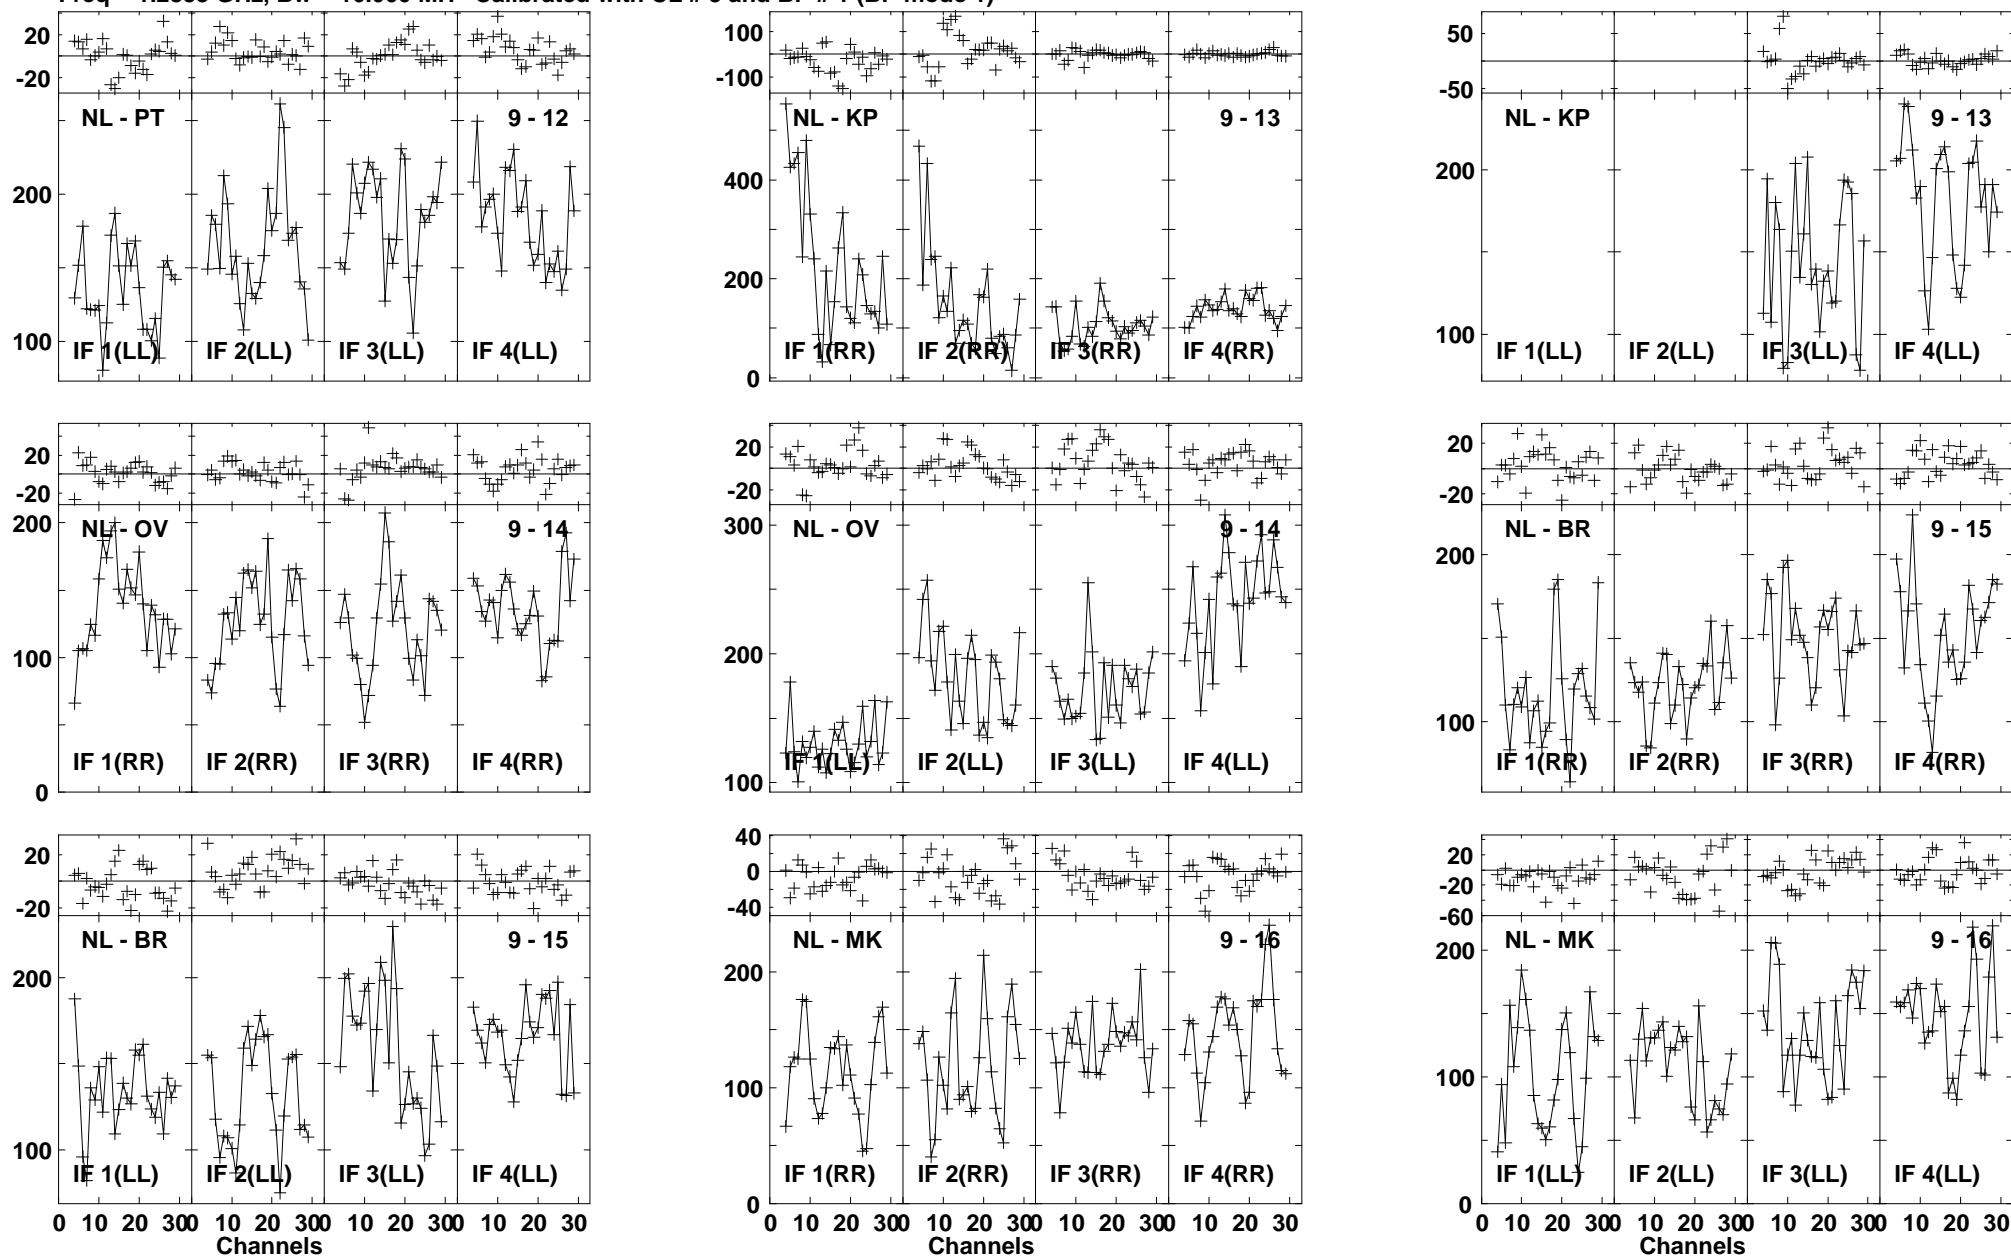 20 100 50
-20 -100 -50
NL - PT 9 - 12 NL - KP 9 - 13 NL - KP 9 - 13
200 400 200
200
100 100
0
IF 1(LL) IF 2(LL) IF 3(LL) IF 4(LL) IF 1(RR) IF 2(RR) IF 3(RR) IF 4(RR) IF 1(LL) IF 2(LL) IF 3(LL) IF 4(LL)
20 20 20
-20 -20 -20
NL - OV 9 - 14 NL - OV 9 - 14 NL - BR 9 - 15
200 300 200
100 200 100
0 100
IF 1(RR) IF 2(RR) IF 3(RR) IF 4(RR) IF 1(LL) IF 2(LL) IF 3(LL) IF 4(LL) IF 1(RR) IF 2(RR) IF 3(RR) IF 4(RR)
20 40 20
0 -20
-20 -40 -60
NL - BR 9 - 15 NL - MK 9 - 16 NL - MK 9 - 16
200 200 200
100 100 100
0 0
IF 1(LL) IF 2(LL) IF 3(LL) IF 4(LL) IF 1(RR) IF 2(RR) IF 3(RR) IF 4(RR) IF 1(LL) IF 2(LL) IF 3(LL) IF 4(LL)
0 10 20 30 0 10 20 30 0 10 20 30 0 10 20 30 0 10 20 30 0 10 20 30 0 10 20 30 0 10 20 30 0 10 20 30 0 10 20 30 0 10 20 30 0 10 20 30
Channels Channels Channels